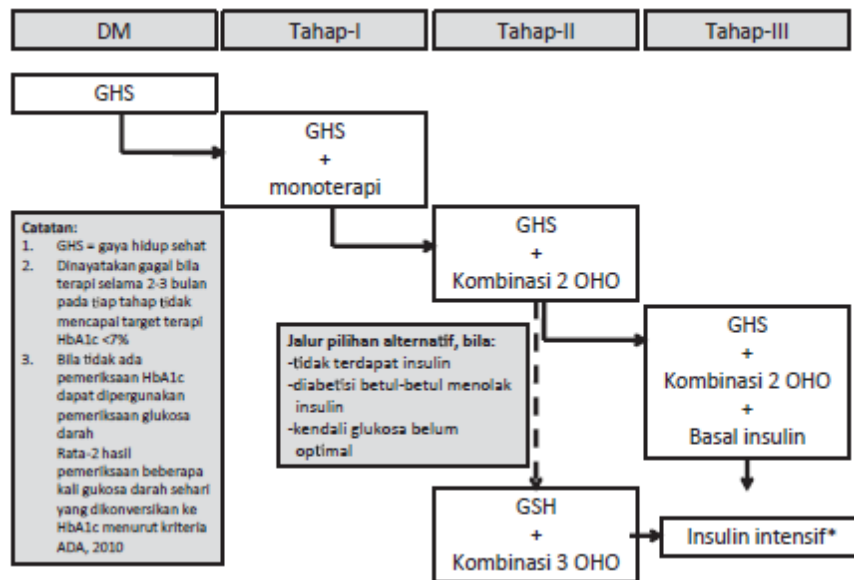 DM
Tahap-I
Tahap-II
Tahap-III
GHS
GHS
+
monoterapi
GHS
+
Kombinasi 2 OHO
GHS
+
Kombinasi 2 OHO
+
Basal insulin
Catatan:
1. GHS = gaya hidup sehat
2. Dinayatakan gagal bila
terapi selama 2-3 bulan
pada tiap tahap tidak
mencapai target terapi
HbA1c <7%
3. Bila tidak ada
pemeriksaan HbA1c
dapat dipergunakan
pemeriksaan glukosa
darah
Rata-2 hasil
pemeriksaan beberapa
kali gukosa darah sehari
yang dikonversikan ke
HbA1c menurut kriteria
ADA, 2010
Jalur pilihan alternatif, bila:
-tidak terdapat insulin
-diabetisi betul-betul menolak
insulin
-kendali glukosa belum
optimal
GSH
+
Kombinasi 3 OHO
Insulin intensif*